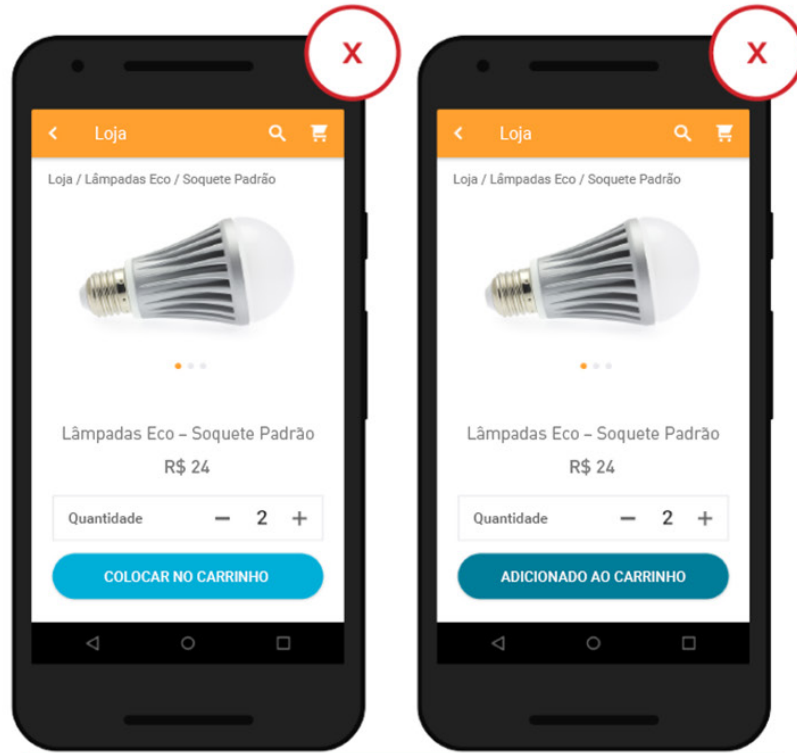 X
Loja
Loja / Lâmpadas Eco / Soquete Padrão
Lâmpadas Eco – Soquete Padrão
R$ 24
Quantidade — 2 +
COLOCAR NO CARRINHO
X
Loja
Loja / Lâmpadas Eco / Soquete Padrão
Lâmpadas Eco – Soquete Padrão
R$ 24
Quantidade — 2 +
ADICIONADO AO CARRINHO